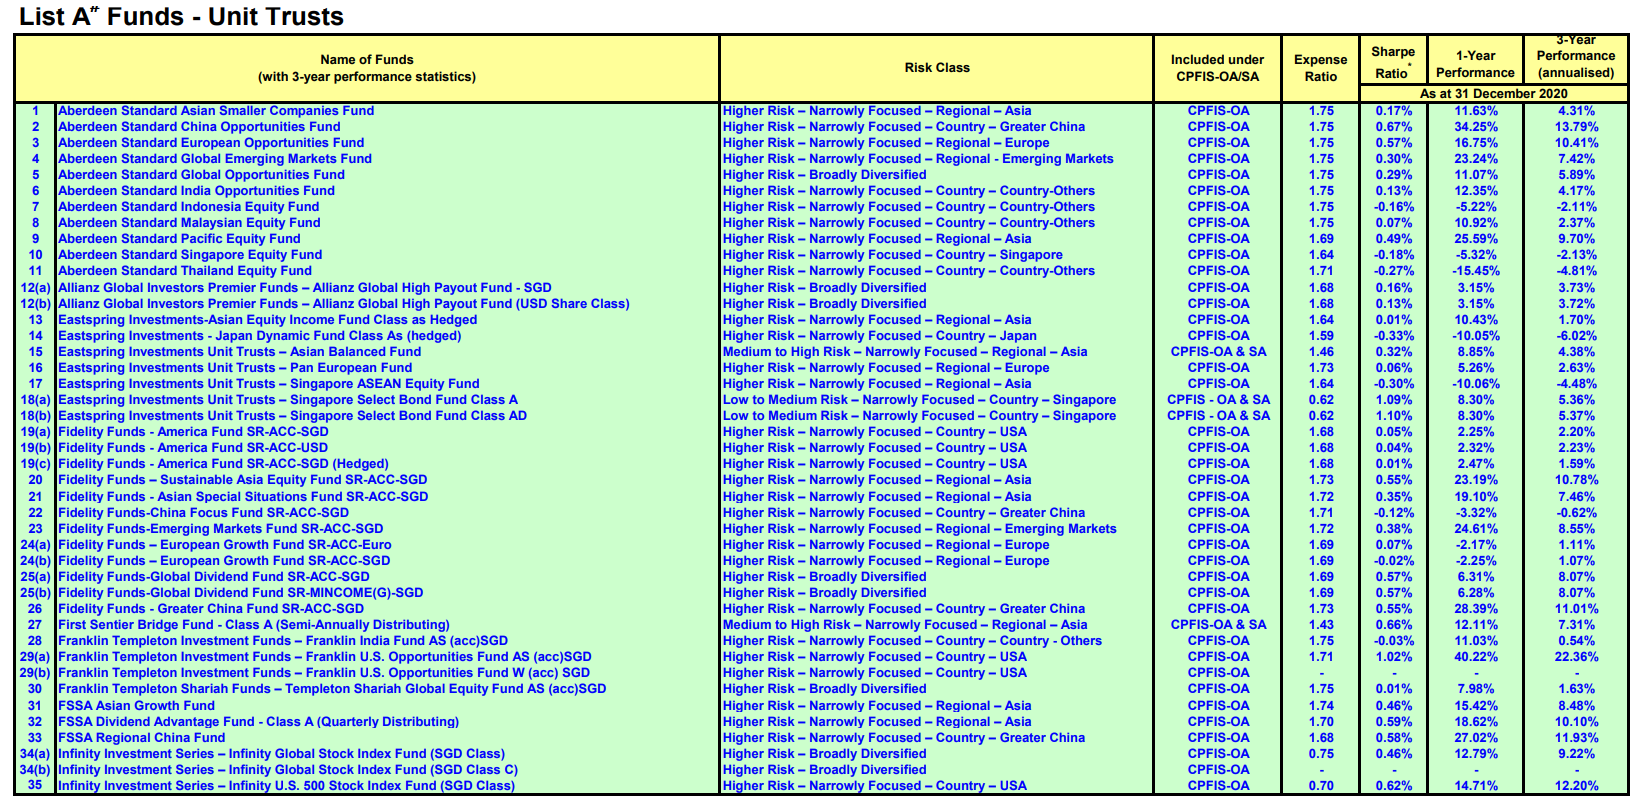 List A# Funds - Unit Trusts
Name of Funds
(with 3-year performance statistics)
Risk Class
Included under
CPFIS-OA/SA
Expense
Ratio
Sharpe
Ratio*
1-Year
Performance
3-Year
Performance
(annualised)
As at 31 December 2020
1 Aberdeen Standard Asian Smaller Companies Fund Higher Risk – Narrowly Focused – Regional – Asia CPFIS-OA 1.75 0.17% 11.63% 4.31%
2 Aberdeen Standard China Opportunities Fund Higher Risk – Narrowly Focused – Country – Greater China CPFIS-OA 1.75 0.67% 34.25% 13.79%
3 Aberdeen Standard European Opportunities Fund Higher Risk – Narrowly Focused – Regional – Europe CPFIS-OA 1.75 0.57% 16.75% 10.41%
4 Aberdeen Standard Global Emerging Markets Fund Higher Risk – Narrowly Focused – Regional - Emerging Markets CPFIS-OA 1.75 0.30% 23.24% 7.42%
5 Aberdeen Standard Global Opportunities Fund Higher Risk – Broadly Diversified CPFIS-OA 1.75 0.29% 11.07% 5.89%
6 Aberdeen Standard India Opportunities Fund Higher Risk – Narrowly Focused – Country – Country-Others CPFIS-OA 1.75 0.13% 12.35% 4.17%
7 Aberdeen Standard Indonesia Equity Fund Higher Risk – Narrowly Focused – Country – Country-Others CPFIS-OA 1.75 -0.16% -5.22% -2.11%
8 Aberdeen Standard Malaysian Equity Fund Higher Risk – Narrowly Focused – Country – Country-Others CPFIS-OA 1.75 0.07% 10.92% 2.37%
9 Aberdeen Standard Pacific Equity Fund Higher Risk – Narrowly Focused – Regional – Asia CPFIS-OA 1.69 0.49% 25.59% 9.70%
10 Aberdeen Standard Singapore Equity Fund Higher Risk – Narrowly Focused – Country – Singapore CPFIS-OA 1.64 -0.18% -5.32% -2.13%
11 Aberdeen Standard Thailand Equity Fund Higher Risk – Narrowly Focused – Country – Country-Others CPFIS-OA 1.71 -0.27% -15.45% -4.81%
12(a) Allianz Global Investors Premier Funds – Allianz Global High Payout Fund - SGD Higher Risk – Broadly Diversified CPFIS-OA 1.68 0.16% 3.15% 3.73%
12(b) Allianz Global Investors Premier Funds – Allianz Global High Payout Fund (USD Share Class) Higher Risk – Broadly Diversified CPFIS-OA 1.68 0.13% 3.15% 3.72%
13 Eastspring Investments-Asian Equity Income Fund Class as Hedged Higher Risk – Narrowly Focused – Regional – Asia CPFIS-OA 1.64 0.01% 10.43% 1.70%
14 Eastspring Investments - Japan Dynamic Fund Class As (hedged) Higher Risk – Narrowly Focused – Country – Japan CPFIS-OA 1.59 -0.33% -10.05% -6.02%
15 Eastspring Investments Unit Trusts – Asian Balanced Fund Medium to High Risk – Narrowly Focused – Regional – Asia CPFIS-OA & SA 1.46 0.32% 8.85% 4.38%
16 Eastspring Investments Unit Trusts – Pan European Fund Higher Risk – Narrowly Focused – Regional – Europe CPFIS-OA 1.73 0.06% 5.26% 2.63%
17 Eastspring Investments Unit Trusts – Singapore ASEAN Equity Fund Higher Risk – Narrowly Focused – Regional – Asia CPFIS-OA 1.64 -0.30% -10.06% -4.48%
18(a) Eastspring Investments Unit Trusts – Singapore Select Bond Fund Class A Low to Medium Risk – Narrowly Focused – Country – Singapore CPFIS - OA & SA 0.62 1.09% 8.30% 5.36%
18(b) Eastspring Investments Unit Trusts – Singapore Select Bond Fund Class AD Low to Medium Risk – Narrowly Focused – Country – Singapore CPFIS - OA & SA 0.62 1.10% 8.30% 5.37%
19(a) Fidelity Funds - America Fund SR-ACC-SGD Higher Risk – Narrowly Focused – Country – USA CPFIS-OA 1.68 0.05% 2.25% 2.20%
19(b) Fidelity Funds - America Fund SR-ACC-USD Higher Risk – Narrowly Focused – Country – USA CPFIS-OA 1.68 0.04% 2.32% 2.23%
19(c) Fidelity Funds - America Fund SR-ACC-SGD (Hedged) Higher Risk – Narrowly Focused – Country – USA CPFIS-OA 1.68 0.01% 2.47% 1.59%
20 Fidelity Funds – Sustainable Asia Equity Fund SR-ACC-SGD Higher Risk – Narrowly Focused – Regional – Asia CPFIS-OA 1.73 0.55% 23.19% 10.78%
21 Fidelity Funds - Asian Special Situations Fund SR-ACC-SGD Higher Risk – Narrowly Focused – Regional – Asia CPFIS-OA 1.72 0.35% 19.10% 7.46%
22 Fidelity Funds-China Focus Fund SR-ACC-SGD Higher Risk – Narrowly Focused – Country – Greater China CPFIS-OA 1.71 -0.12% -3.32% -0.62%
23 Fidelity Funds-Emerging Markets Fund SR-ACC-SGD Higher Risk – Narrowly Focused – Regional – Emerging Markets CPFIS-OA 1.72 0.38% 24.61% 8.55%
24(a) Fidelity Funds – European Growth Fund SR-ACC-Euro Higher Risk – Narrowly Focused – Regional – Europe CPFIS-OA 1.69 0.07% -2.17% 1.11%
24(b) Fidelity Funds – European Growth Fund SR-ACC-SGD Higher Risk – Narrowly Focused – Regional – Europe CPFIS-OA 1.69 -0.02% -2.25% 1.07%
25(a) Fidelity Funds-Global Dividend Fund SR-ACC-SGD Higher Risk – Broadly Diversified CPFIS-OA 1.69 0.57% 6.31% 8.07%
25(b) Fidelity Funds-Global Dividend Fund SR-MINCOME(G)-SGD Higher Risk – Broadly Diversified CPFIS-OA 1.69 0.57% 6.28% 8.07%
26 Fidelity Funds - Greater China Fund SR-ACC-SGD Higher Risk – Narrowly Focused – Country – Greater China CPFIS-OA 1.73 0.55% 28.39% 11.01%
27 First Sentier Bridge Fund - Class A (Semi-Annually Distributing) Medium to High Risk – Narrowly Focused – Regional – Asia CPFIS-OA & SA 1.43 0.66% 12.11% 7.31%
28 Franklin Templeton Investment Funds – Franklin India Fund AS (acc)SGD Higher Risk – Narrowly Focused – Country – Country - Others CPFIS-OA 1.75 -0.03% 11.03% 0.54%
29(a) Franklin Templeton Investment Funds – Franklin U.S. Opportunities Fund AS (acc)SGD Higher Risk – Narrowly Focused – Country – USA CPFIS-OA 1.71 1.02% 40.22% 22.36%
29(b) Franklin Templeton Investment Funds – Franklin U.S. Opportunities Fund W (acc) SGD Higher Risk – Narrowly Focused – Country – USA CPFIS-OA - - - -
30 Franklin Templeton Shariah Funds – Templeton Shariah Global Equity Fund AS (acc)SGD Higher Risk – Broadly Diversified CPFIS-OA 1.75 0.01% 7.98% 1.63%
31 FSSA Asian Growth Fund Higher Risk – Narrowly Focused – Regional – Asia CPFIS-OA 1.74 0.46% 15.42% 8.48%
32 FSSA Dividend Advantage Fund - Class A (Quarterly Distributing) Higher Risk – Narrowly Focused – Regional – Asia CPFIS-OA 1.70 0.59% 18.62% 10.10%
33 FSSA Regional China Fund Higher Risk – Narrowly Focused – Country – Greater China CPFIS-OA 1.68 0.58% 27.02% 11.93%
34(a) Infinity Investment Series – Infinity Global Stock Index Fund (SGD Class) Higher Risk – Broadly Diversified CPFIS-OA 0.75 0.46% 12.79% 9.22%
34(b) Infinity Investment Series – Infinity Global Stock Index Fund (SGD Class C) Higher Risk – Broadly Diversified CPFIS-OA - - - -
35 Infinity Investment Series – Infinity U.S. 500 Stock Index Fund (SGD Class) Higher Risk – Narrowly Focused – Country – USA CPFIS-OA 0.70 0.62% 14.71% 12.20%